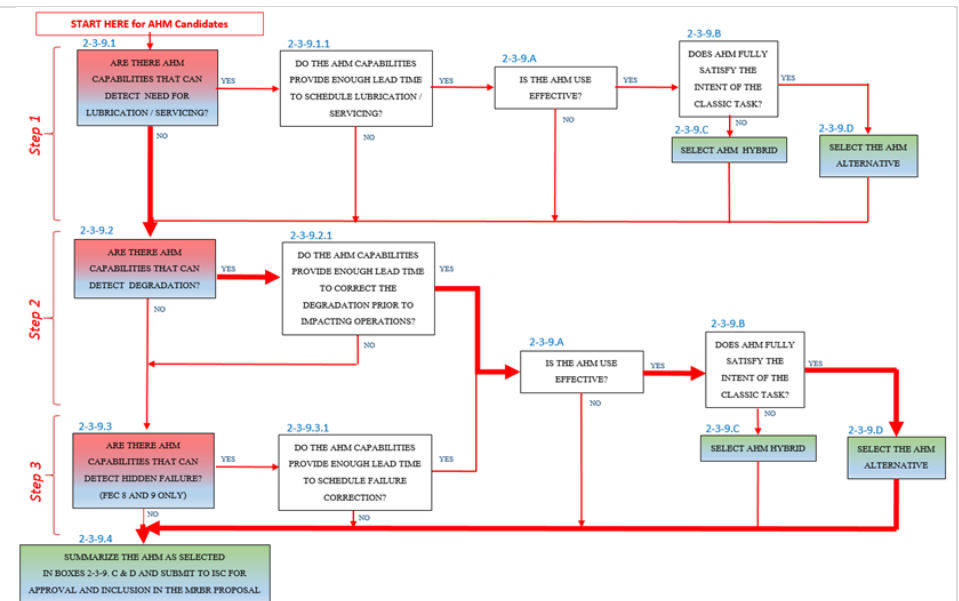 START HERE for AHM Candidates
Step 1
2-3-9.1
ARE THERE AHM
CAPABILITIES THAT CAN
DETECT NEED FOR
LUBRICATION / SERVICING?
YES
NO
2-3-9.1.1
DO THE AHM CAPABILITIES
PROVIDE ENOUGH LEAD TIME
TO SCHEDULE LUBRICATION /
SERVICING?
YES
NO
2-3-9.A
IS THE AHM USE
EFFECTIVE?
YES
NO
2-3-9.B
DOES AHM FULLY
SATISFY THE
INTENT OF THE
CLASSIC TASK?
YES
NO
2-3-9.C
SELECT AHM HYBRID
2-3-9.D
SELECT THE AHM
ALTERNATIVE
Step 2
2-3-9.2
ARE THERE AHM
CAPABILITIES THAT CAN
DETECT DEGRADATION?
YES
NO
2-3-9.2.1
DO THE AHM CAPABILITIES
PROVIDE ENOUGH LEAD TIME
TO CORRECT THE
DEGRADATION PRIOR TO
IMPACTING OPERATIONS?
YES
NO
2-3-9.A
IS THE AHM USE
EFFECTIVE?
YES
NO
2-3-9.B
DOES AHM FULLY
SATISFY THE
INTENT OF THE
CLASSIC TASK?
YES
NO
2-3-9.C
SELECT AHM HYBRID
2-3-9.D
SELECT THE AHM
ALTERNATIVE
Step 3
2-3-9.3
ARE THERE AHM
CAPABILITIES THAT CAN
DETECT HIDDEN FAILURE?
(FEC 8 AND 9 ONLY)
YES
NO
2-3-9.3.1
DO THE AHM CAPABILITIES
PROVIDE ENOUGH LEAD TIME
TO SCHEDULE FAILURE
CORRECTION?
YES
NO
2-3-9.4
SUMMARIZE THE AHM AS SELECTED
IN BOXES 2-3-9. C & D AND SUBMIT TO ISC FOR
APPROVAL AND INCLUSION IN THE MRBR PROPOSAL